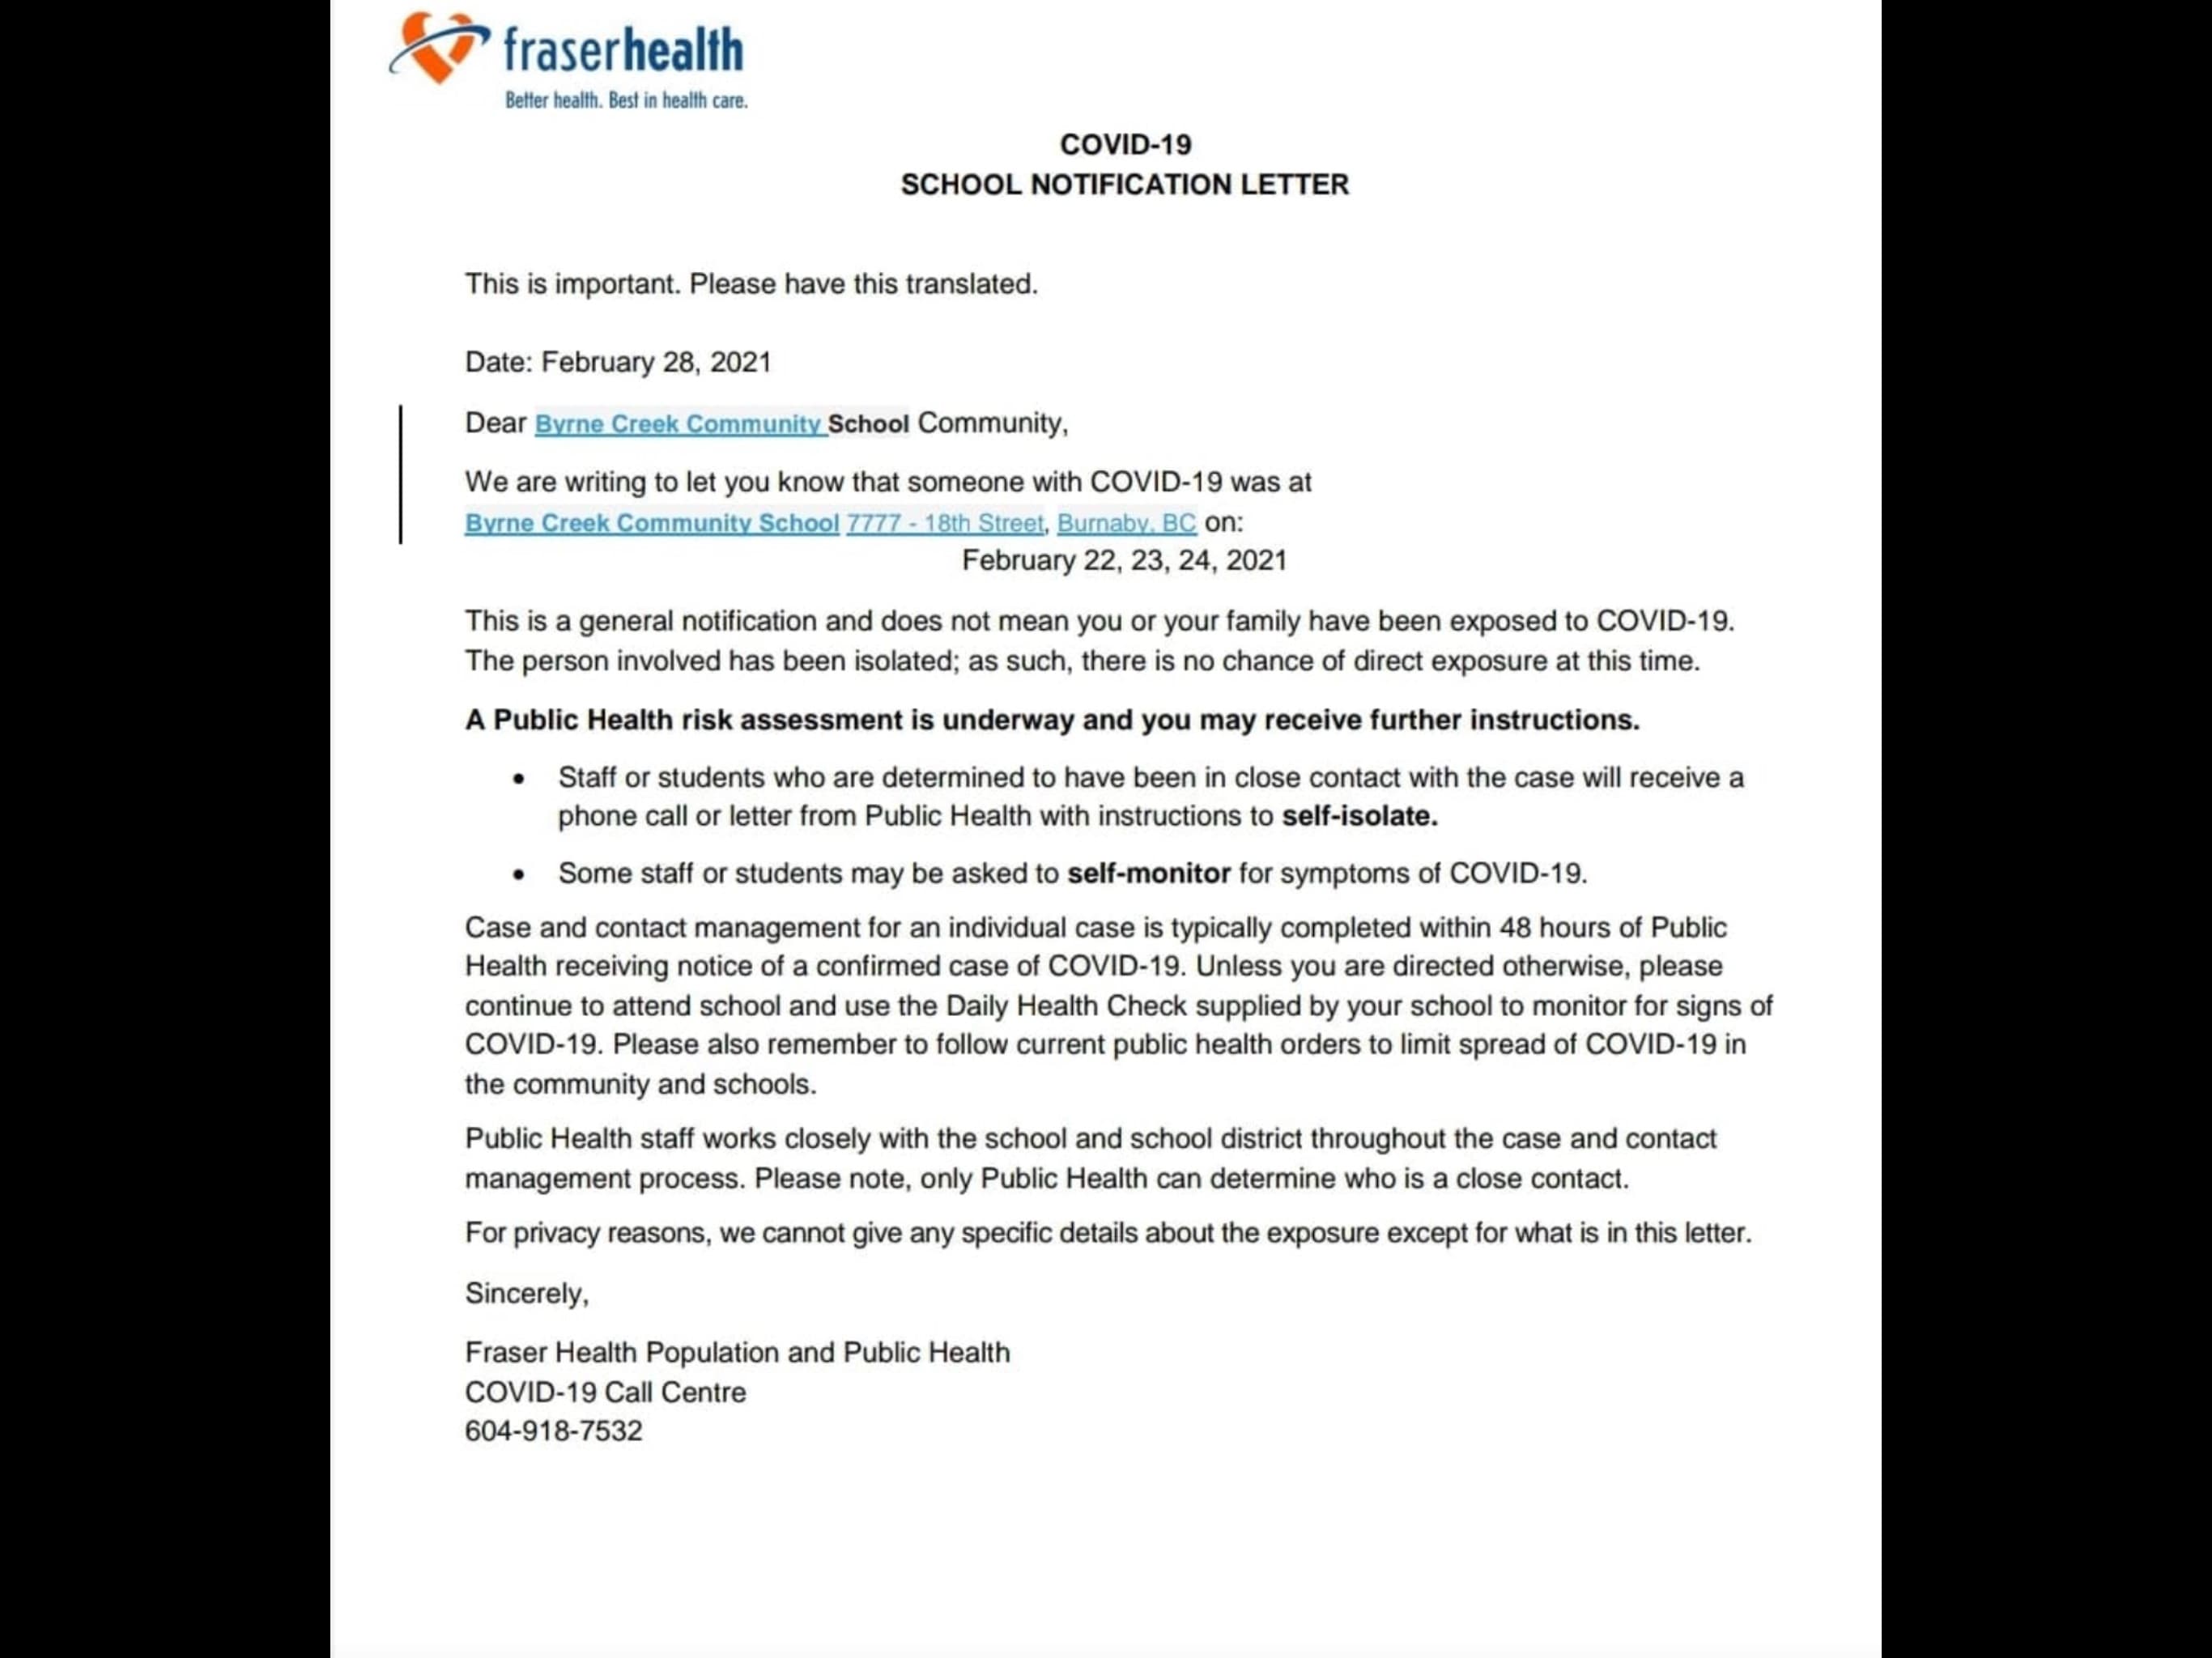 fraserhealth
Better health. Best in health care.
COVID-19
SCHOOL NOTIFICATION LETTER
This is important. Please have this translated.
Date: February 28, 2021
Dear Byrne Creek Community School Community,
We are writing to let you know that someone with COVID-19 was at
Byrne Creek Community School 7777 - 18th Street, Burnaby, BC on:
February 22, 23, 24, 2021
This is a general notification and does not mean you or your family have been exposed to COVID-19.
The person involved has been isolated; as such, there is no chance of direct exposure at this time.
A Public Health risk assessment is underway and you may receive further instructions.
• Staff or students who are determined to have been in close contact with the case will receive a
phone call or letter from Public Health with instructions to self-isolate.
• Some staff or students may be asked to self-monitor for symptoms of COVID-19.
Case and contact management for an individual case is typically completed within 48 hours of Public
Health receiving notice of a confirmed case of COVID-19. Unless you are directed otherwise, please
continue to attend school and use the Daily Health Check supplied by your school to monitor for signs of
COVID-19. Please also remember to follow current public health orders to limit spread of COVID-19 in
the community and schools.
Public Health staff works closely with the school and school district throughout the case and contact
management process. Please note, only Public Health can determine who is a close contact.
For privacy reasons, we cannot give any specific details about the exposure except for what is in this letter.
Sincerely,
Fraser Health Population and Public Health
COVID-19 Call Centre
604-918-7532